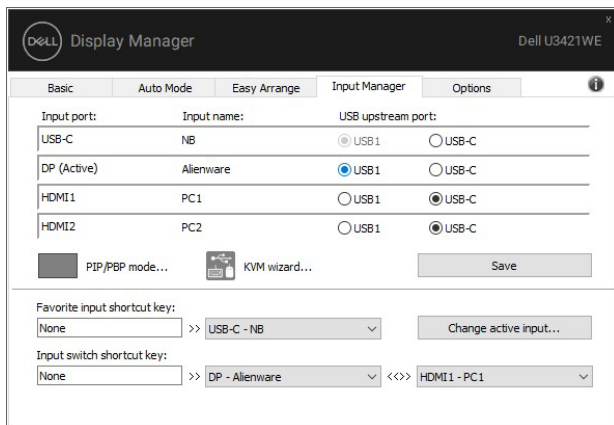 x
DELL Display Manager Dell U3421WE
Basic Auto Mode Easy Arrange Input Manager Options i
Input port: Input name: USB upstream port:
USB-C NB USB1 USB-C
DP (Active) Alienware USB1 USB-C
HDMI1 PC1 USB1 USB-C
HDMI2 PC2 USB1 USB-C
PIP/PBP mode... KVM wizard... Save
Favorite input shortcut key:
None >> USB-C - NB Change active input...
Input switch shortcut key:
None >> DP - Alienware <<>> HDMI1 - PC1